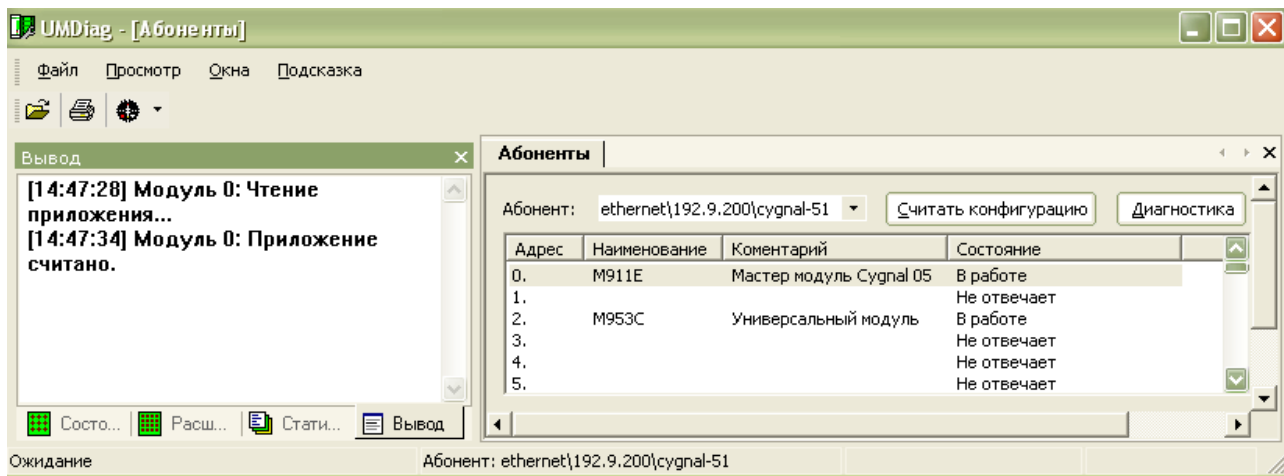 UMDiag - [Абоненты]
Файл Просмотр Окна Подсказка
Вывод
[14:47:28] Модуль 0: Чтение
приложения...
[14:47:34] Модуль 0: Приложение
считано.
Состо... Расш... Стати... Вывод
Абоненты
Абонент: ethernet\192.9.200\cygnal-51 Считать конфигурацию Диагностика
Адрес Наименование Коментарий Состояние
0. M911E Мастер модуль Cygnal 05 В работе
1. Не отвечает
2. M953C Универсальный модуль В работе
3. Не отвечает
4. Не отвечает
5. Не отвечает
Ожидание Абонент: ethernet\192.9.200\cygnal-51